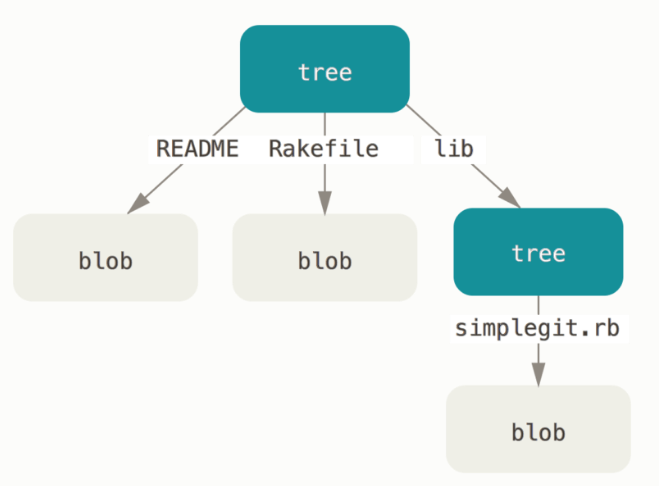 tree
README
Rakefile
lib
blob
blob
tree
simplegit.rb
blob